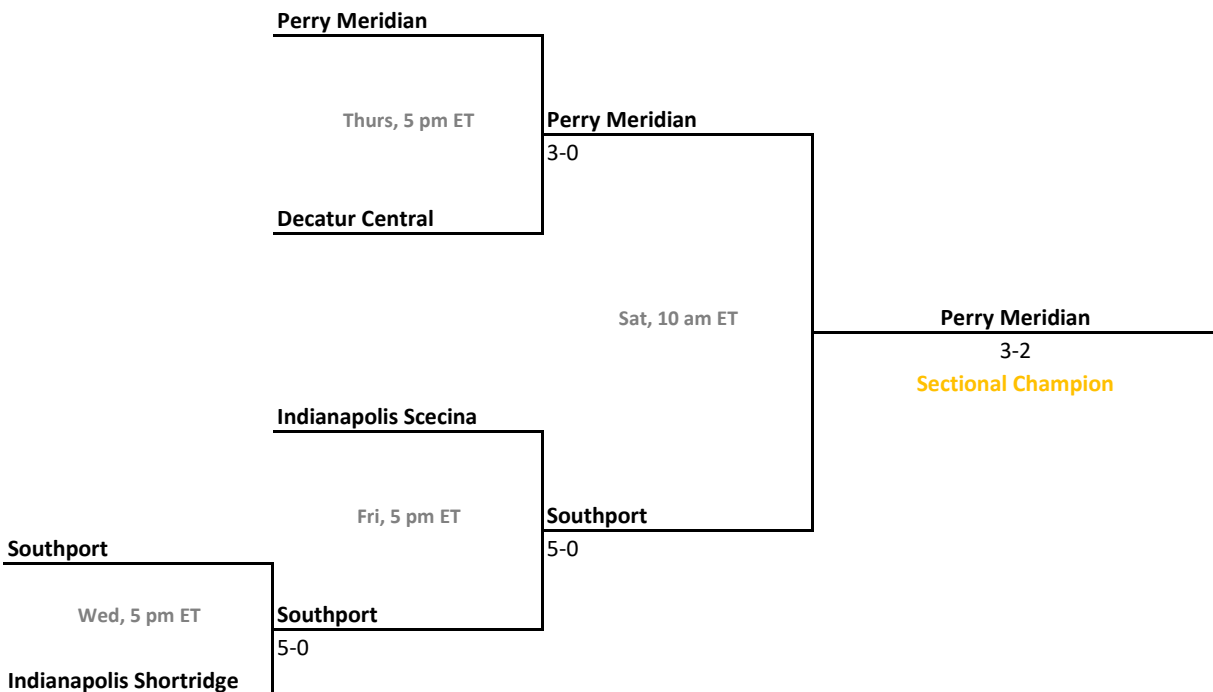 Perry Meridian
Thurs, 5 pm ET
Perry Meridian
3-0
Decatur Central
Sat, 10 am ET
Perry Meridian
3-2
Sectional Champion
Indianapolis Scecina
Fri, 5 pm ET
Southport
5-0
Southport
Wed, 5 pm ET
Southport
5-0
Indianapolis Shortridge